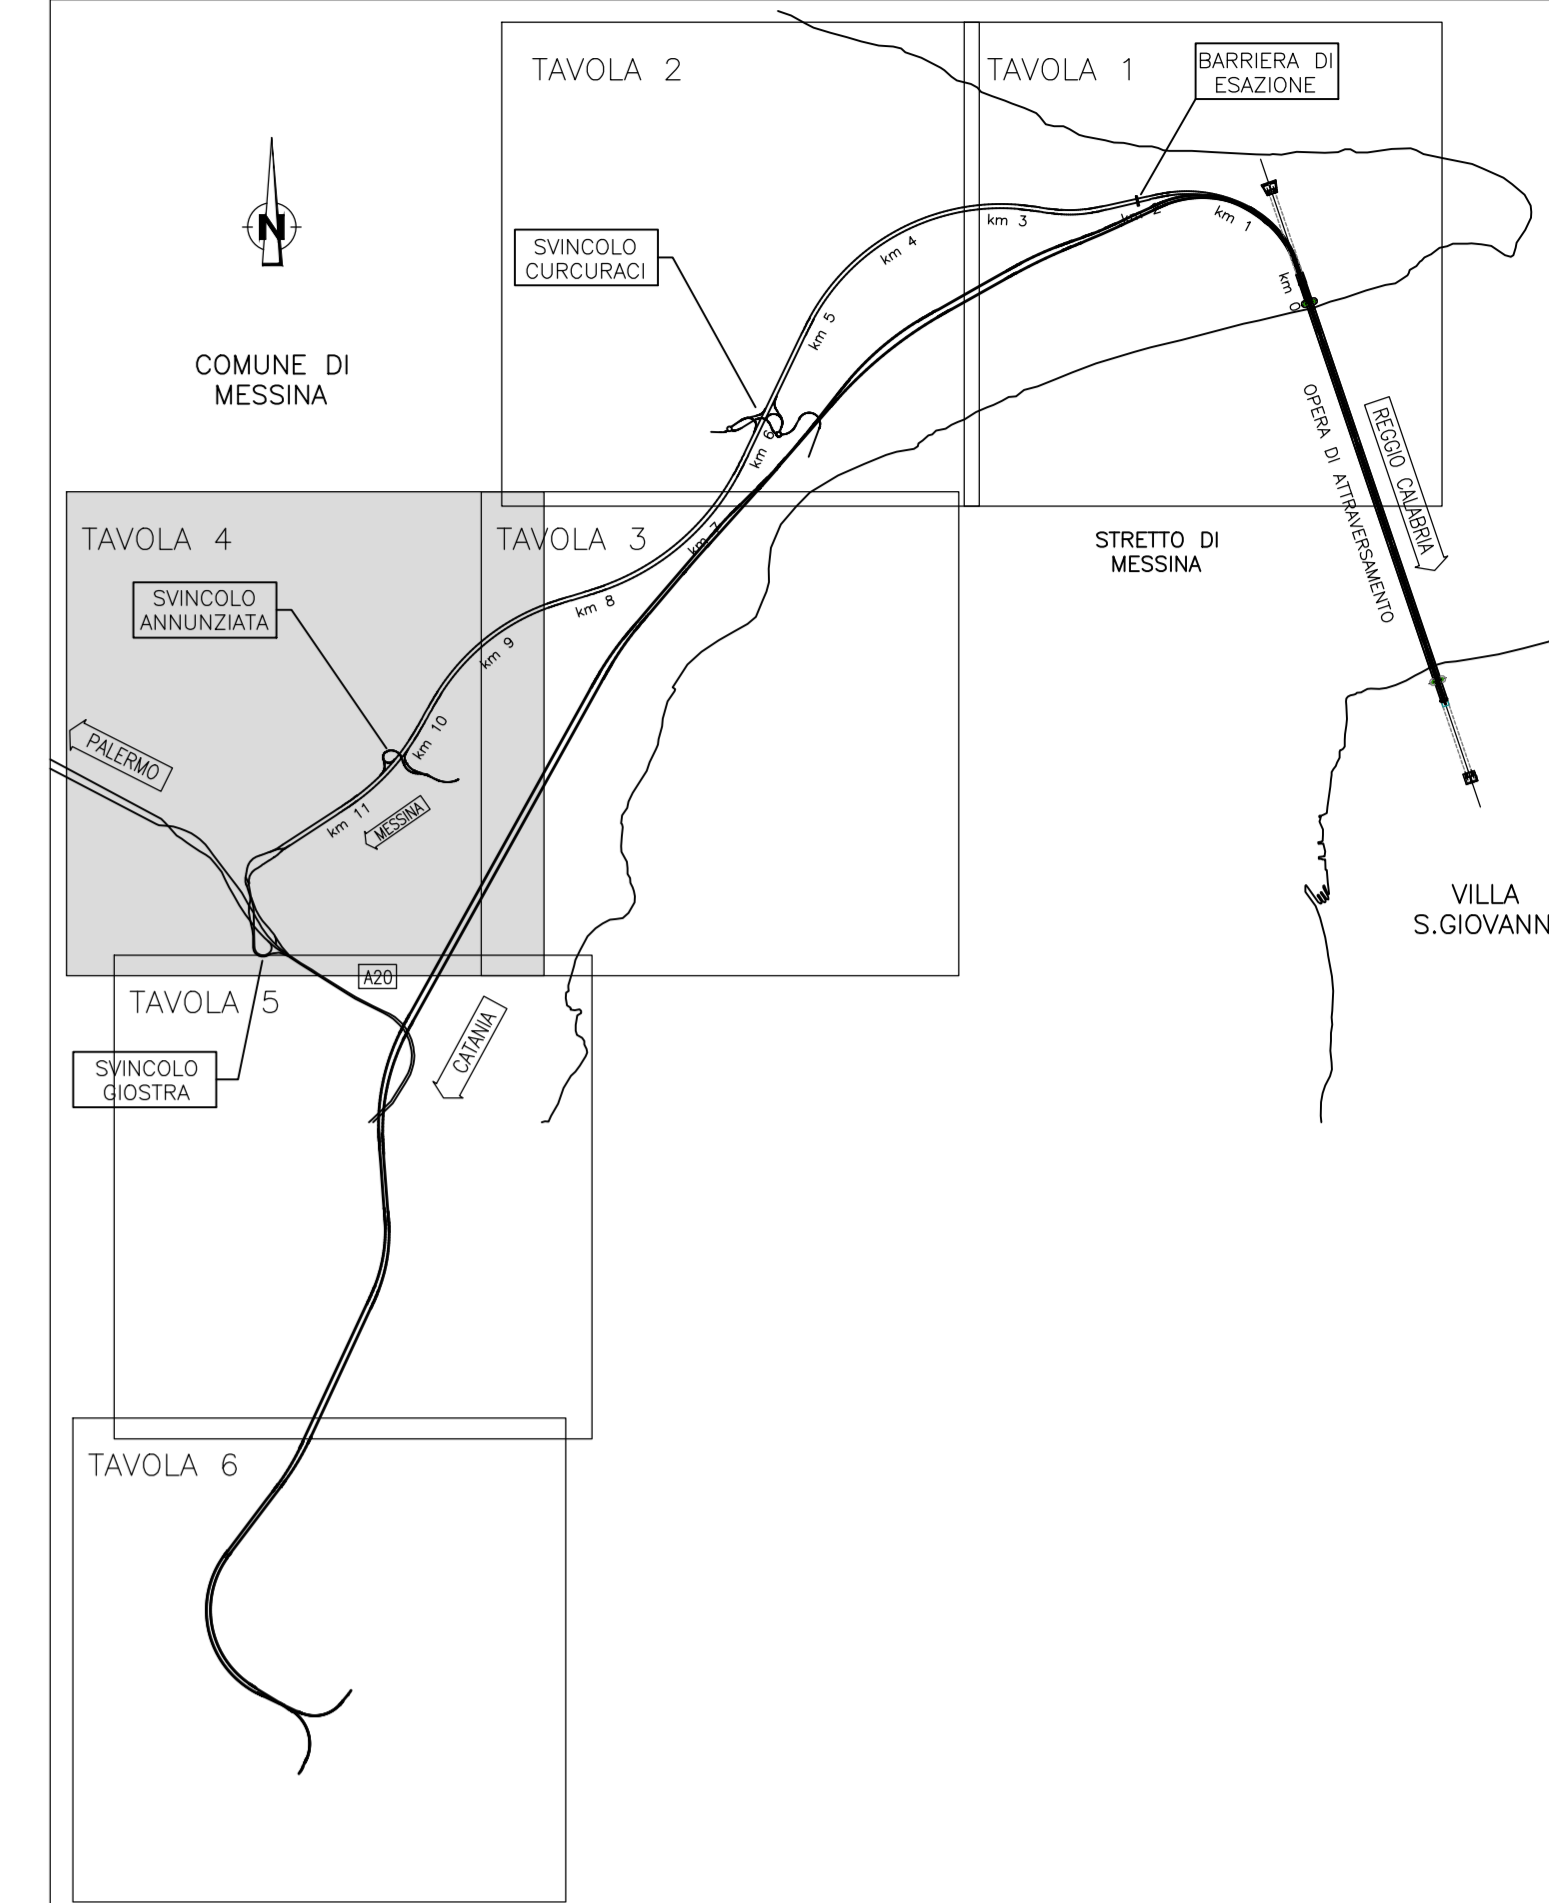 TAVOLA 2
TAVOLA 1
BARRIERA DI
ESAZIONE
N
SVINCOLO
CURCURACI
km 4
km 3
km 2
km 1
km 0
km 5
COMUNE DI
MESSINA
km 6
OPERA DI ATTRAVERSAMENTO
REGGIO CALABRIA
TAVOLA 4
TAVOLA 3
km 7
STRETTO DI
MESSINA
SVINCOLO
ANNUNZIATA
km 8
km 9
km 10
PALERMO
km 11
MESSINA
VILLA
S.GIOVANN
A20
TAVOLA 5
CATANIA
SVINCOLO
GIOSTRA
TAVOLA 6